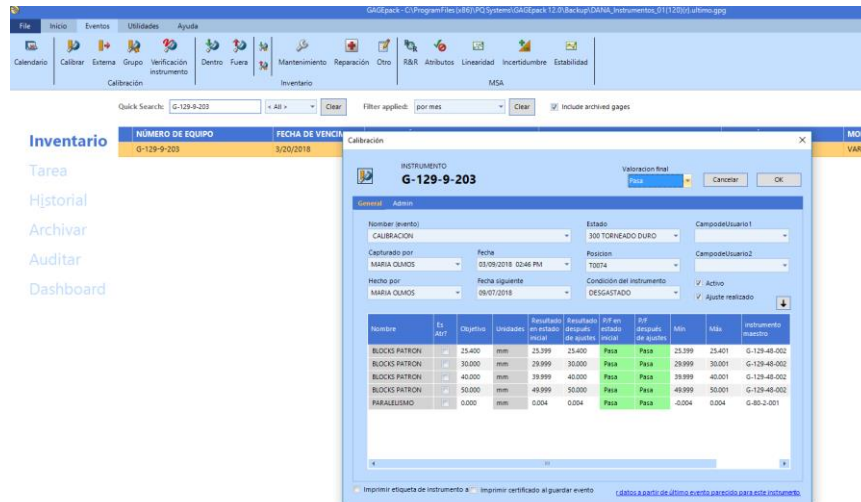 GAGEpack - C:\ProgramFiles (x86)\PQ Systems\GAGEpack 12.0\Backup\DANA_Instrumentos_01(120)(r).ultimo.gpg
File Inicio Eventos Utilidades Ayuda
Calendario Calibrar Externa Grupo Verificación instrumento Dentro Fuera Mantenimiento Reparación Otro R&R Atributos Linearidad Incertidumbre Estabilidad
Calibración Inventario MSA
Quick Search: G-129-9-203 < All > Clear Filter applied: por mes Clear Include archived gages
Inventario
Tarea
Historial
Archivar
Auditar
Dashboard
NÚMERO DE EQUIPO FECHA DE VENCIM MO
G-129-9-203 3/20/2018 VAR
Calibración
INSTRUMENTO
G-129-9-203
Valoracion final
Pasa Cancelar OK
General Admin
Nomber (evento) Estado CampodeUsuario1
CALIBRACION 300 TORNEADO DURO
Capturado por Fecha Posicion CampodeUsuario2
MARIA OLMOS 03/09/2018 02:46 PM T0074
Hecho por Fecha siguiente Condición del instrumento Activo
MARIA OLMOS 09/07/2018 DESGASTADO Ajuste realizado
Nombre Es Atr? Objetivo Unidades Resultado en estado inicial Resultado después de ajustes P/F en estado inicial P/F después de ajustes Mín Máx Instrumento maestro
BLOCKS PATRON 25.400 mm 25.399 25.400 Pasa Pasa 25.399 25.401 G-129-48-002
BLOCKS PATRON 30.000 mm 29.999 30.000 Pasa Pasa 29.999 30.001 G-129-48-002
BLOCKS PATRON 40.000 mm 39.999 40.000 Pasa Pasa 39.999 40.001 G-129-48-002
BLOCKS PATRON 50.000 mm 49.999 50.000 Pasa Pasa 49.999 50.001 G-129-48-002
PARALELISMO 0.000 mm 0.004 0.004 Pasa Pasa -0.004 0.004 G-80-2-001
Imprimir etiqueta de instrumento a Imprimir certificado al guardar evento r datos a partir de último evento parecido para este instrumento